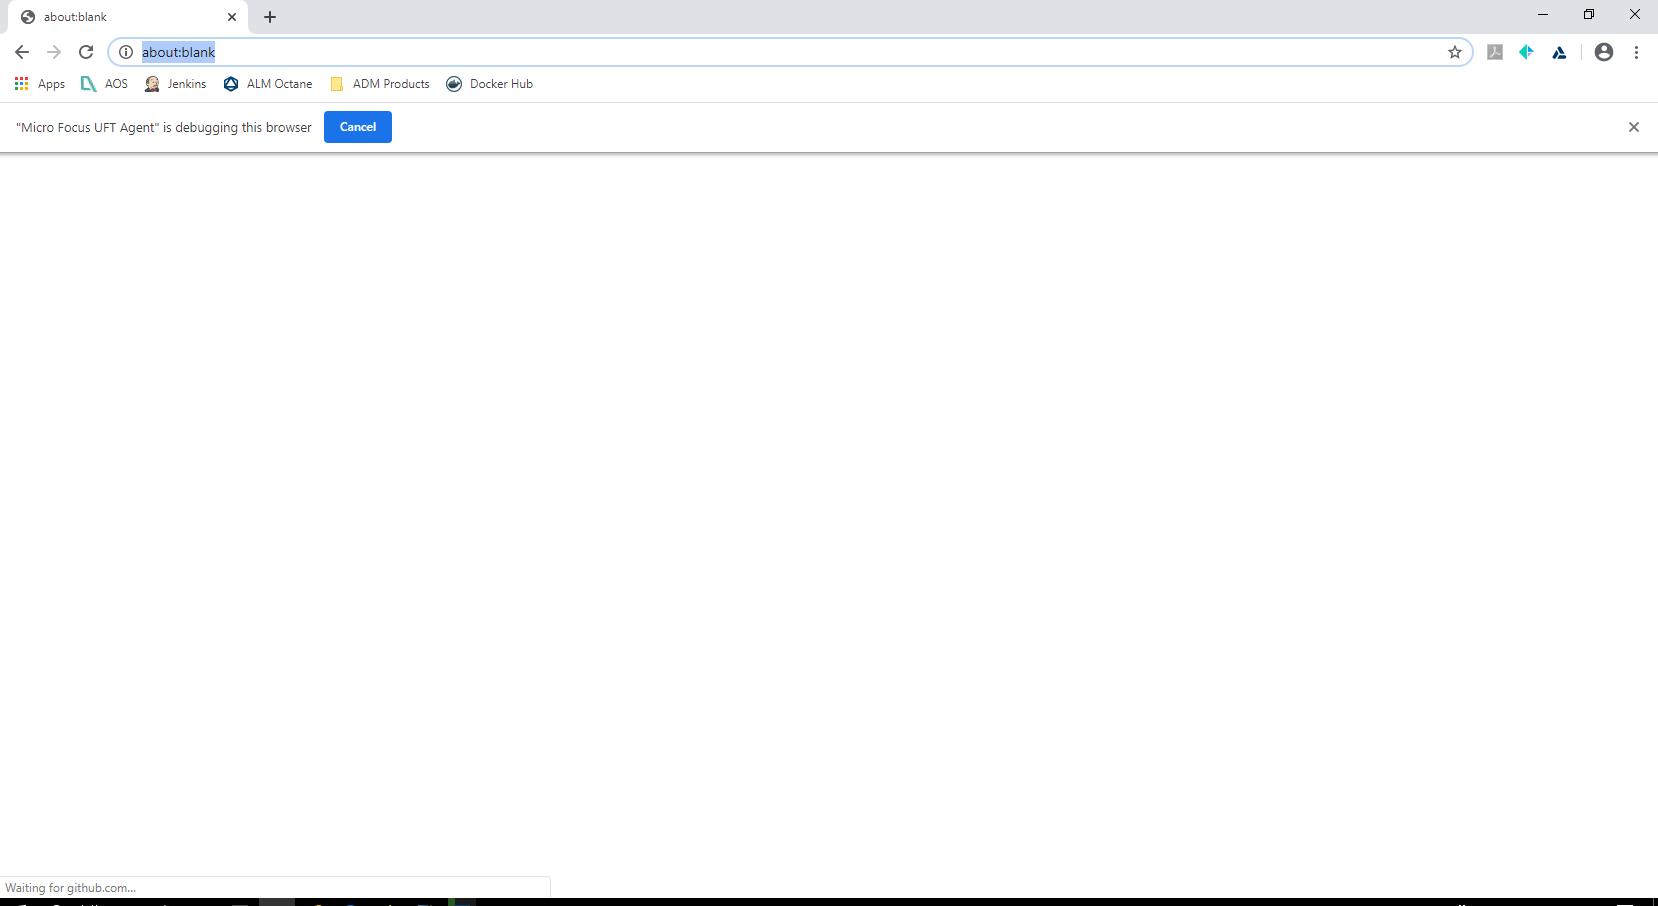 about:blank
about:blank
Apps AOS Jenkins ALM Octane ADM Products Docker Hub
"Micro Focus UFT Agent" is debugging this browser Cancel
Waiting for github.com...